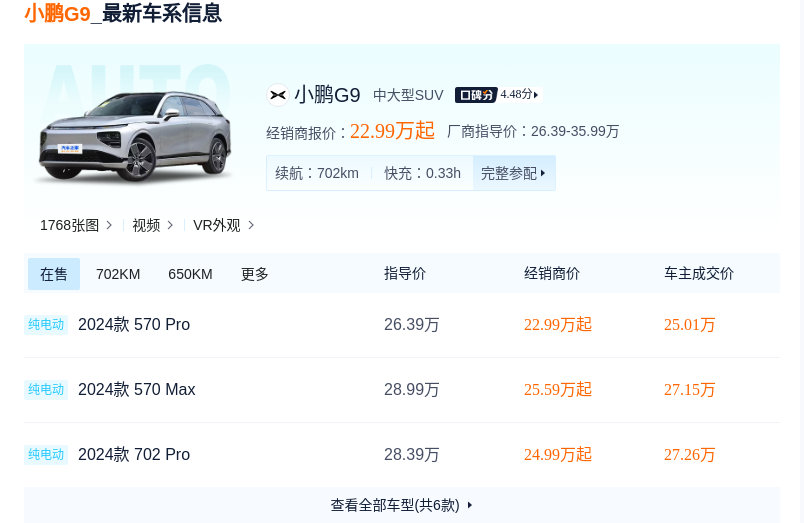 小鹏G9_最新车系信息
AUTO
小鹏G9 中大型SUV 口碑分 4.48分
经销商报价：22.99万起 厂商指导价：26.39-35.99万
续航：702km 快充：0.33h 完整参配
汽车之家
1768张图 视频 VR外观
在售 702KM 650KM 更多 指导价 经销商价 车主成交价
纯电动 2024款 570 Pro 26.39万 22.99万起 25.01万
纯电动 2024款 570 Max 28.99万 25.59万起 27.15万
纯电动 2024款 702 Pro 28.39万 24.99万起 27.26万
查看全部车型(共6款)